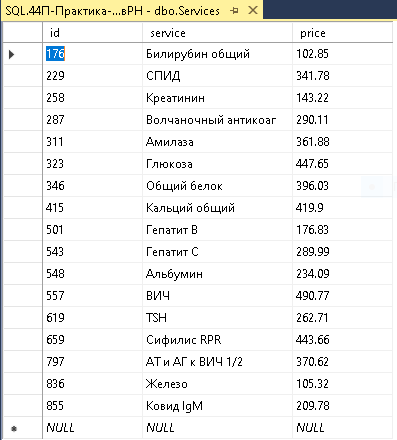 SQL.44П-Практика-...вРН - dbo.Services
id service price
176 Билирубин общий 102.85
229 СПИД 341.78
258 Креатинин 143.22
287 Волчаночный антикоаг 290.11
311 Амилаза 361.88
323 Глюкоза 447.65
346 Общий белок 396.03
415 Кальций общий 419.9
501 Гепатит В 176.83
543 Гепатит С 289.99
548 Альбумин 234.09
557 ВИЧ 490.77
619 TSH 262.71
659 Сифилис RPR 443.66
797 АТ и АГ к ВИЧ 1/2 370.62
836 Железо 105.32
855 Ковид IgM 209.78
NULL NULL NULL